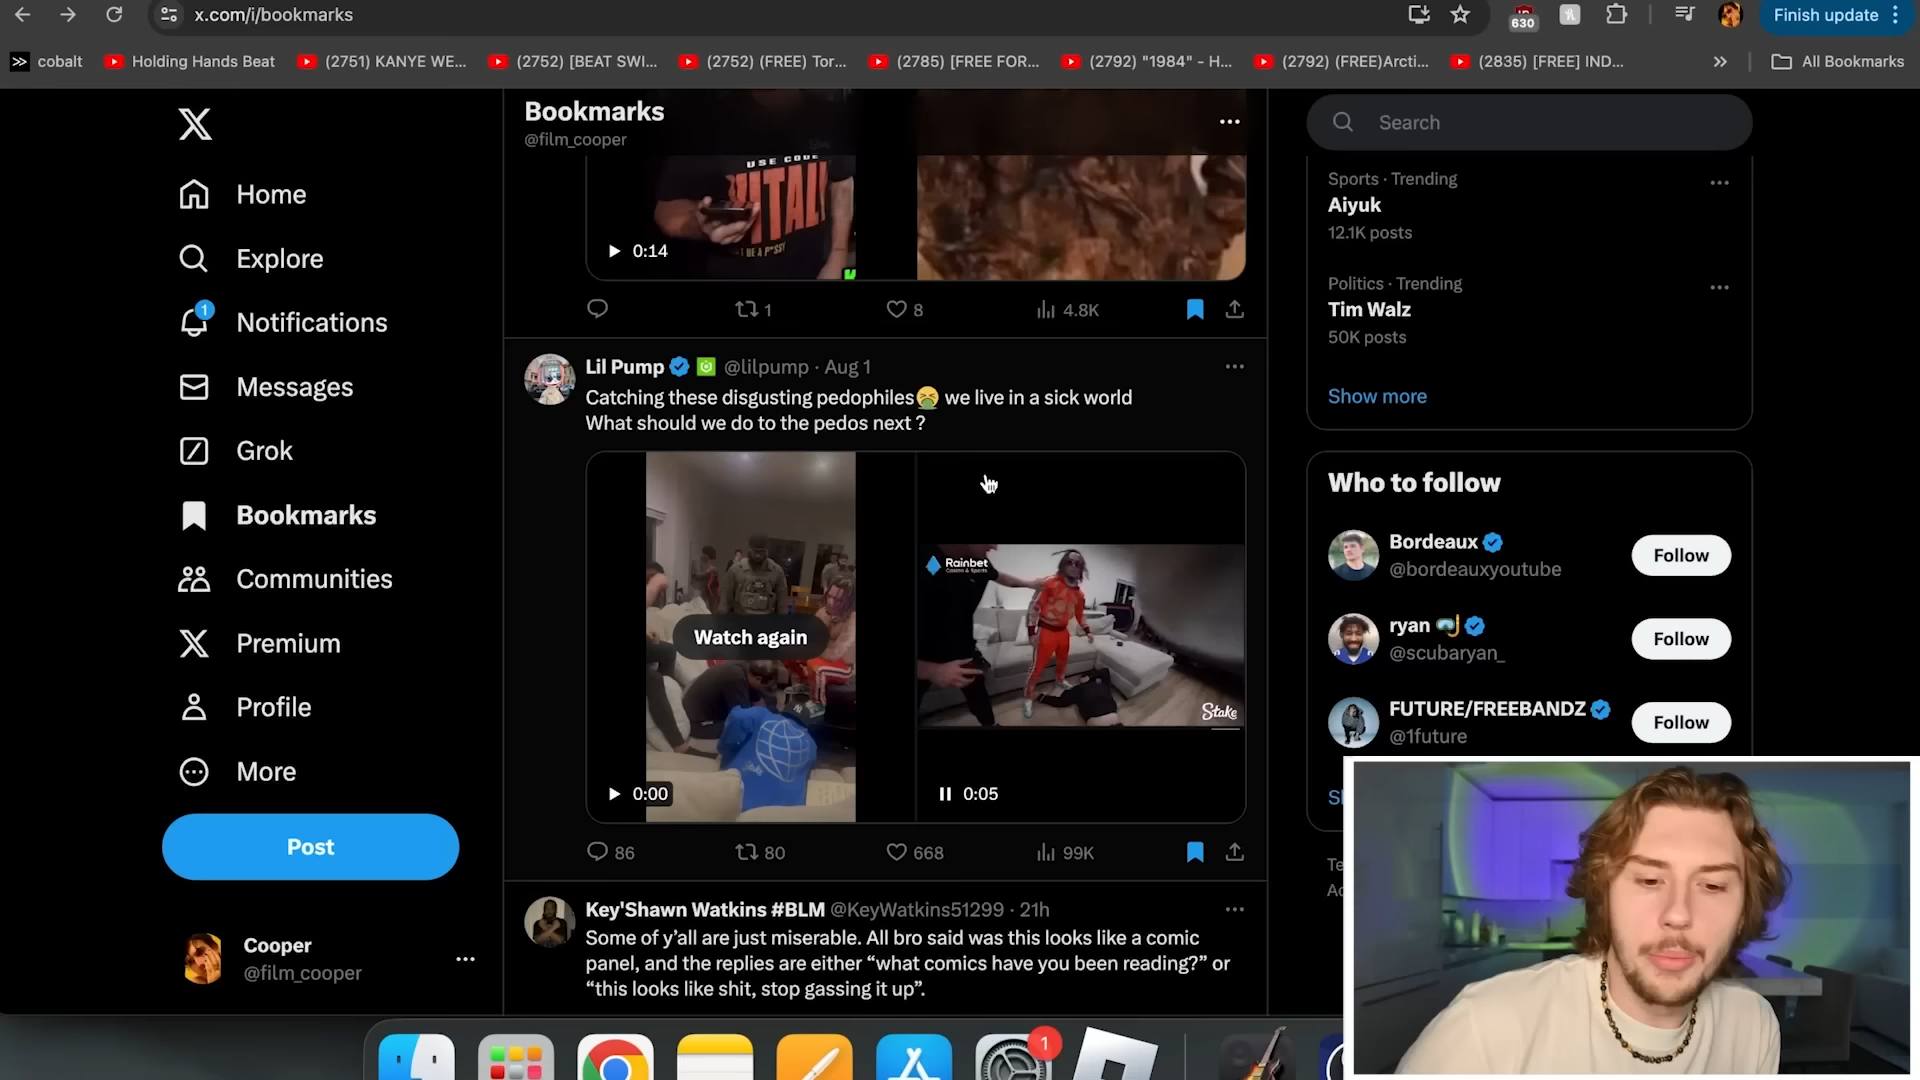 x.com/i/bookmarks
630
Finish update
cobalt
Holding Hands Beat
(2751) KANYE WE...
(2752) [BEAT SWI...
(2752) (FREE) Tor...
(2785) [FREE FOR...
(2792) "1984" - H...
(2792) (FREE)Arcti...
(2835) [FREE] IND...
All Bookmarks
Home
Explore
1
Notifications
Messages
Grok
Bookmarks
Communities
Premium
Profile
More
Post
Cooper
@film_cooper
Bookmarks
@film_cooper
USE CODE
0:14
1
8
4.8K
Lil Pump @lilpump · Aug 1
Catching these disgusting pedophiles🤮 we live in a sick world
What should we do to the pedos next ?
Watch again
0:00
Rainbet
Casino & Sports
Stake
0:05
86
80
668
99K
Key'Shawn Watkins #BLM @KeyWatkins51299 · 21h
Some of y’all are just miserable. All bro said was this looks like a comic
panel, and the replies are either “what comics have you been reading?” or
“this looks like shit, stop gassing it up”.
Search
Sports · Trending
Aiyuk
12.1K posts
Politics · Trending
Tim Walz
50K posts
Show more
Who to follow
Bordeaux
@bordeauxyoutube
Follow
ryan
@scubaryan_
Follow
FUTURE/FREEBANDZ
@1future
Follow
1